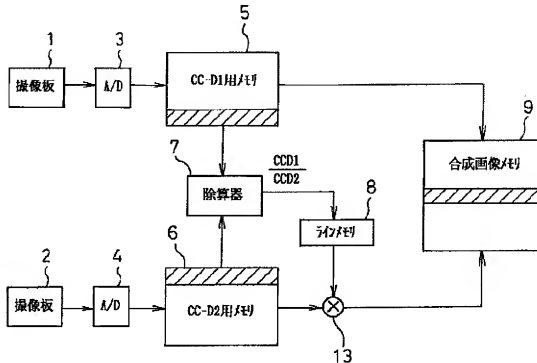 1
3
5
撮像板
A/D
CC-D1用メモリ
9
7
CCD1
CCD2
合成画像メモリ
除算器
8
6
ラインメモリ
2
4
撮像板
A/D
CC-D2用メモリ
13